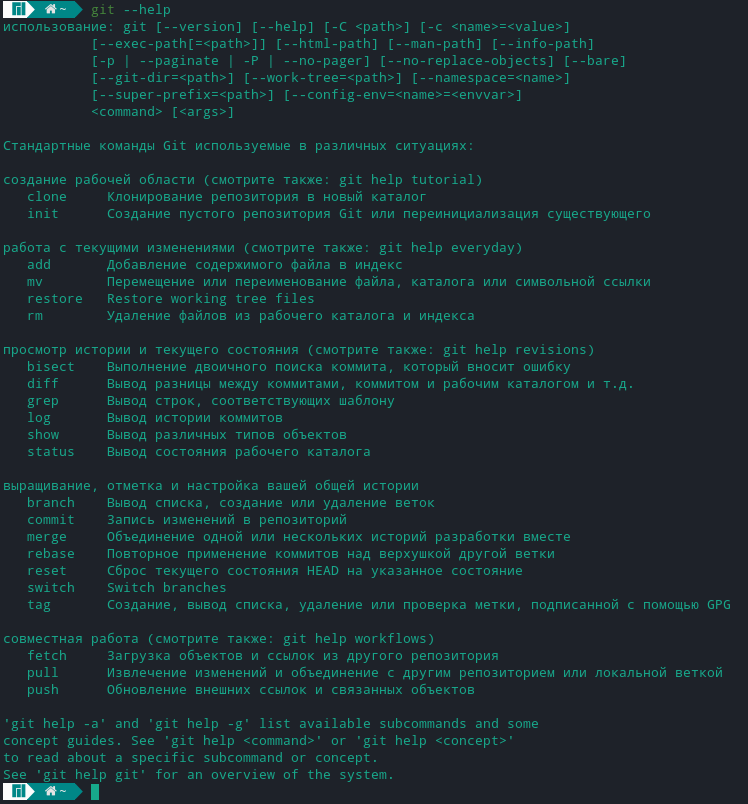 ~ git --help
использование: git [--version] [--help] [-C <path>] [-c <name>=<value>]
           [--exec-path[=<path>]] [--html-path] [--man-path] [--info-path]
           [-p | --paginate | -P | --no-pager] [--no-replace-objects] [--bare]
           [--git-dir=<path>] [--work-tree=<path>] [--namespace=<name>]
           [--super-prefix=<path>] [--config-env=<name>=<envvar>]
           <command> [<args>]

Стандартные команды Git используемые в различных ситуациях:

создание рабочей области (смотрите также: git help tutorial)
   clone     Клонирование репозитория в новый каталог
   init      Создание пустого репозитория Git или переинициализация существующего

работа с текущими изменениями (смотрите также: git help everyday)
   add       Добавление содержимого файла в индекс
   mv        Перемещение или переименование файла, каталога или символьной ссылки
   restore   Restore working tree files
   rm        Удаление файлов из рабочего каталога и индекса

просмотр истории и текущего состояния (смотрите также: git help revisions)
   bisect    Выполнение двоичного поиска коммита, который вносит ошибку
   diff      Вывод разницы между коммитами, коммитом и рабочим каталогом и т.д.
   grep      Вывод строк, соответствующих шаблону
   log       Вывод истории коммитов
   show      Вывод различных типов объектов
   status    Вывод состояния рабочего каталога

выращивание, отметка и настройка вашей общей истории
   branch    Вывод списка, создание или удаление веток
   commit    Запись изменений в репозиторий
   merge     Объединение одной или нескольких историй разработки вместе
   rebase    Повторное применение коммитов над верхушкой другой ветки
   reset     Сброс текущего состояния HEAD на указанное состояние
   switch    Switch branches
   tag       Создание, вывод списка, удаление или проверка метки, подписанной с помощью GPG

совместная работа (смотрите также: git help workflows)
   fetch     Загрузка объектов и ссылок из другого репозитория
   pull      Извлечение изменений и объединение с другим репозиторием или локальной веткой
   push      Обновление внешних ссылок и связанных объектов

'git help -a' and 'git help -g' list available subcommands and some
concept guides. See 'git help <command>' or 'git help <concept>'
to read about a specific subcommand or concept.
See 'git help git' for an overview of the system.
~